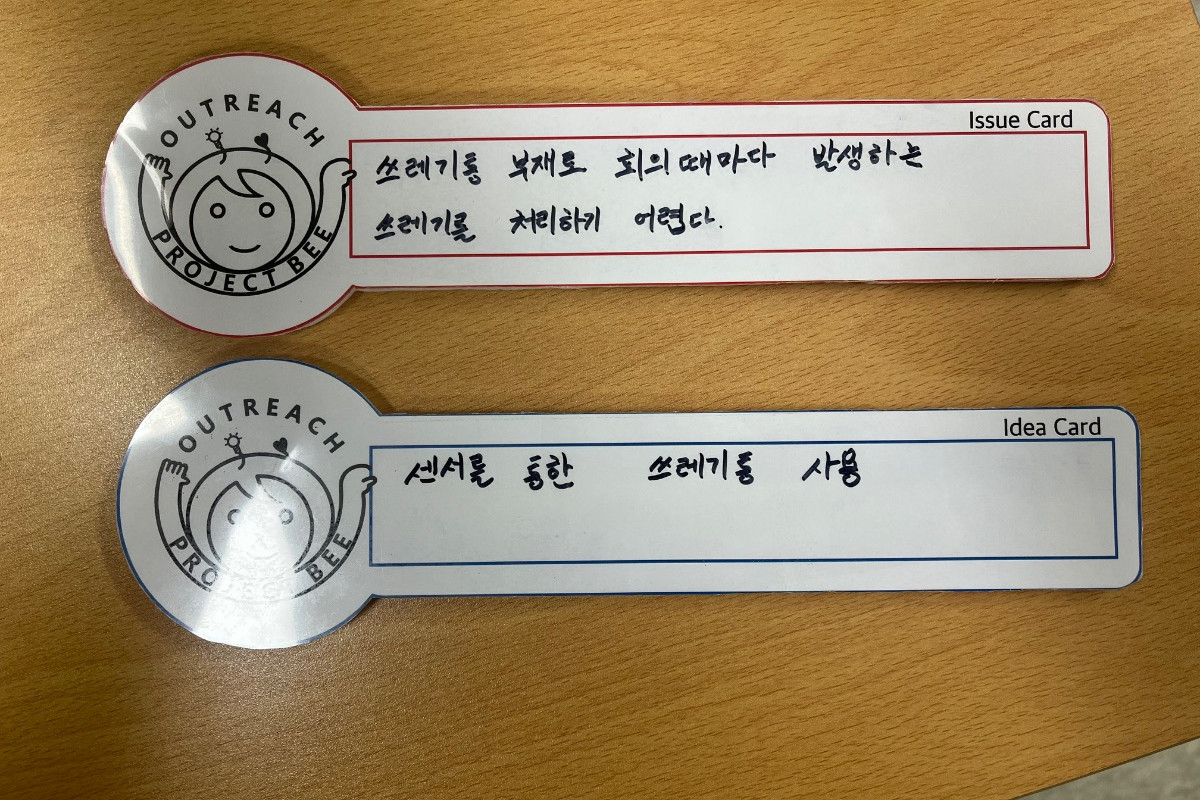 OUTREACH
PROJECT BEE
Issue Card
쓰레기통 부재로 회의때마다 발생하는
쓰레기를 처리하기 어렵다.
OUTREACH
PROJECT BEE
Idea Card
센서를 통한 쓰레기통 사용